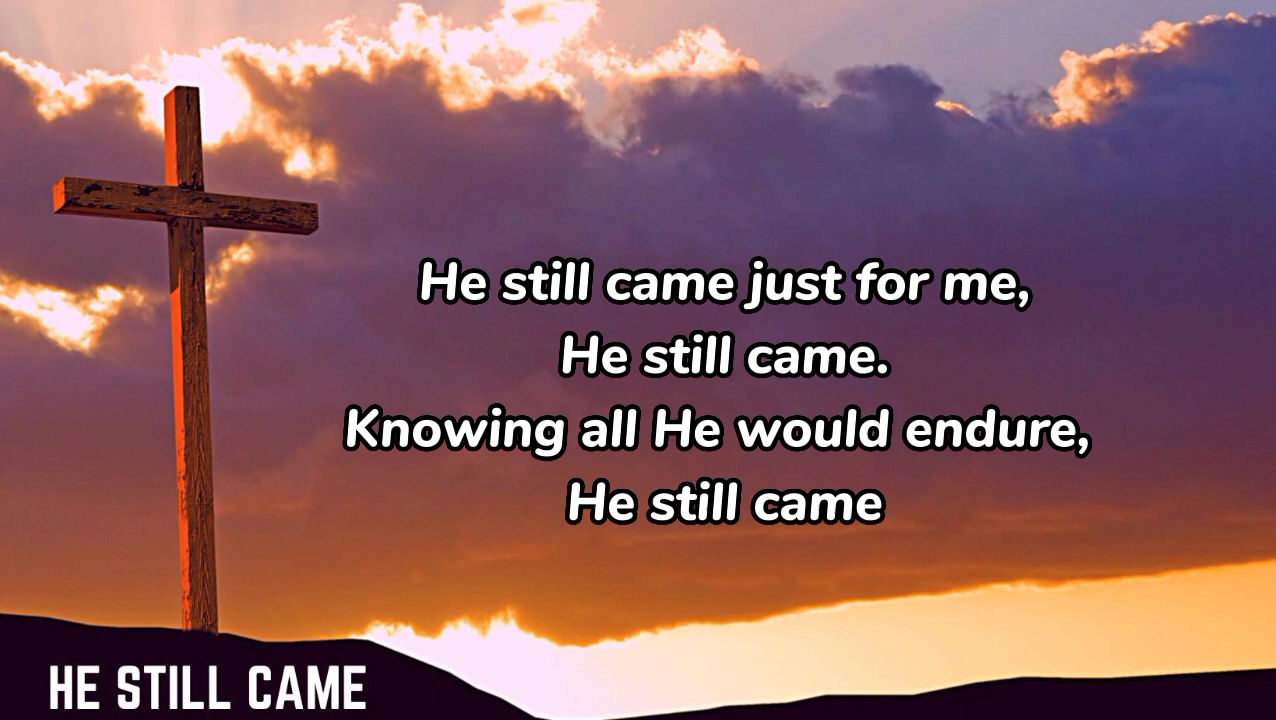 He still came just for me,
He still came.
Knowing all He would endure,
He still came
HE STILL CAME